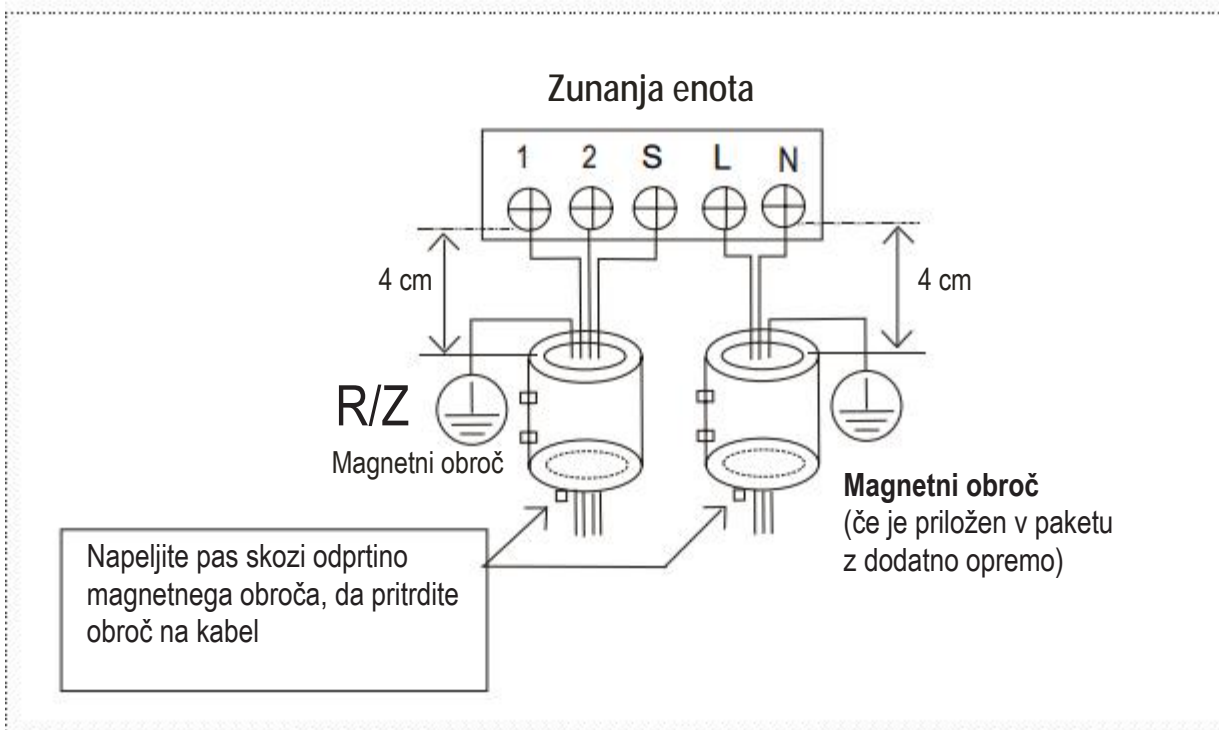 Zunanja enota
1 2 S L N
4 cm
4 cm
R/Z
Magnetni obroč
Magnetni obroč
(če je priložen v paketu
z dodatno opremo)
Napeljite pas skozi odprtino
magnetnega obroča, da pritrdite
obroč na kabel